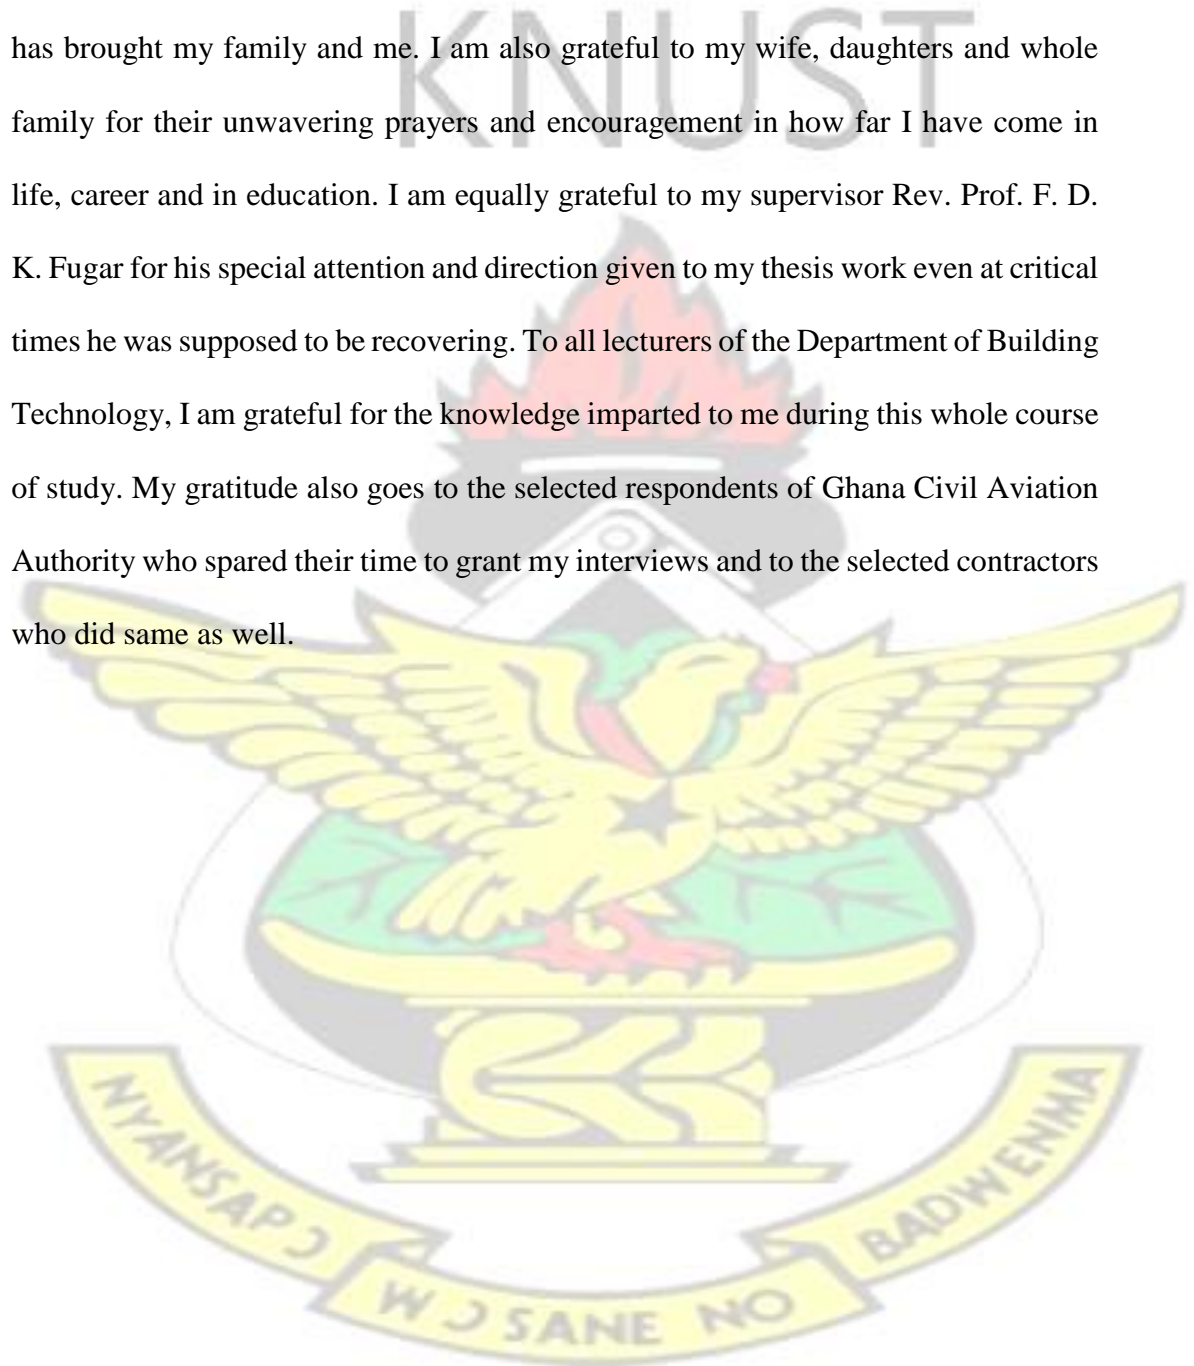 KNUST
has brought my family and me. I am also grateful to my wife, daughters and whole
family for their unwavering prayers and encouragement in how far I have come in
life, career and in education. I am equally grateful to my supervisor Rev. Prof. F. D.
K. Fugar for his special attention and direction given to my thesis work even at critical
times he was supposed to be recovering. To all lecturers of the Department of Building
Technology, I am grateful for the knowledge imparted to me during this whole course
of study. My gratitude also goes to the selected respondents of Ghana Civil Aviation
Authority who spared their time to grant my interviews and to the selected contractors
who did same as well.
NYANSAPƆ
WƆSANE NO
BADWENMA